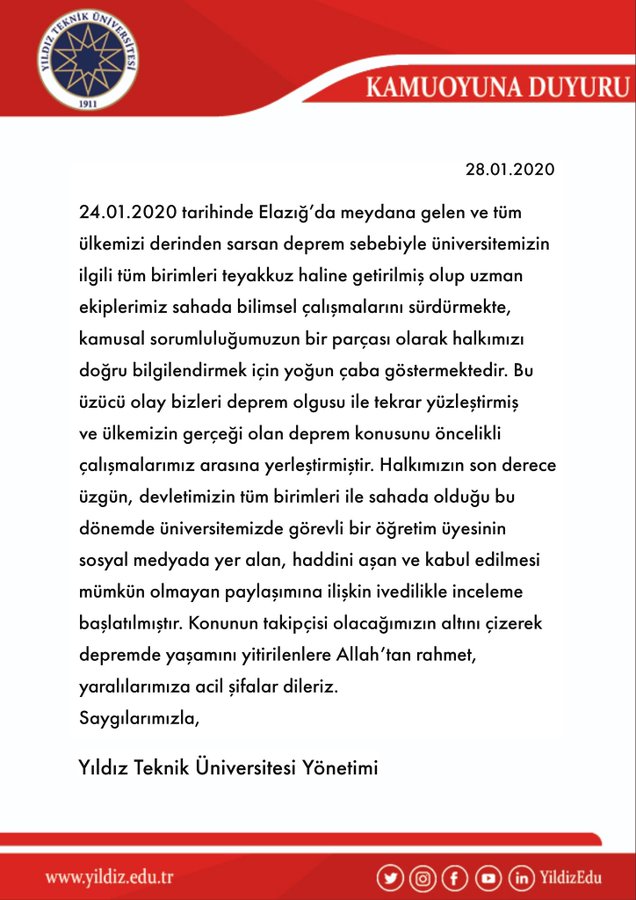 YILDIZ TEKNİK ÜNİVERSİTESİ
1911
KAMUOYUNA DUYURU
28.01.2020
24.01.2020 tarihinde Elazığ’da meydana gelen ve tüm
ülkemizi derinden sarsan deprem sebebiyle üniversitemizin
ilgili tüm birimleri teyakkuz haline getirilmiş olup uzman
ekiplerimiz sahada bilimsel çalışmalarını sürdürmekte,
kamusal sorumluluğumuzun bir parçası olarak halkımızı
doğru bilgilendirmek için yoğun çaba göstermektedir. Bu
üzücü olay bizleri deprem olgusu ile tekrar yüzleştirmiş
ve ülkemizin gerçeği olan deprem konusunu öncelikli
çalışmalarımız arasına yerleştirmiştir. Halkımızın son derece
üzgün, devletimizin tüm birimleri ile sahada olduğu bu
dönemde üniversitemizde görevli bir öğretim üyesinin
sosyal medyada yer alan, haddini aşan ve kabul edilmesi
mümkün olmayan paylaşımına ilişkin ivedilikle inceleme
başlatılmıştır. Konunun takipçisi olacağımızın altını çizerek
depremde yaşamını yitirilenlere Allah’tan rahmet,
yaralılarımıza acil şifalar dileriz.
Saygılarımızla,
Yıldız Teknik Üniversitesi Yönetimi
www.yildiz.edu.tr
YildizEdu